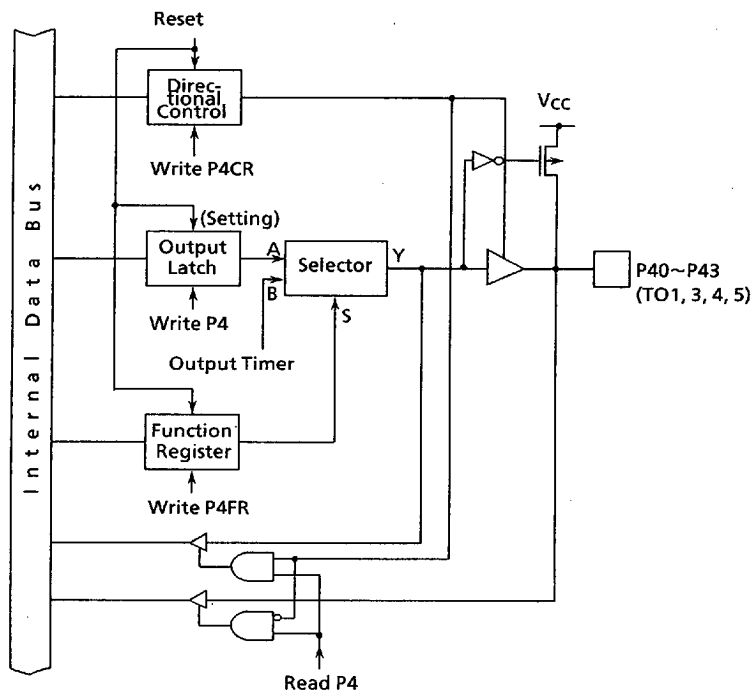 Reset
Direc-
tional
Control
Write P4CR
(Setting)
Output
Latch
Write P4
A
B
Selector
S
Y
Output Timer
Function
Register
Write P4FR
Vcc
P40~P43
(TO1, 3, 4, 5)
Read P4
Internal Data Bus